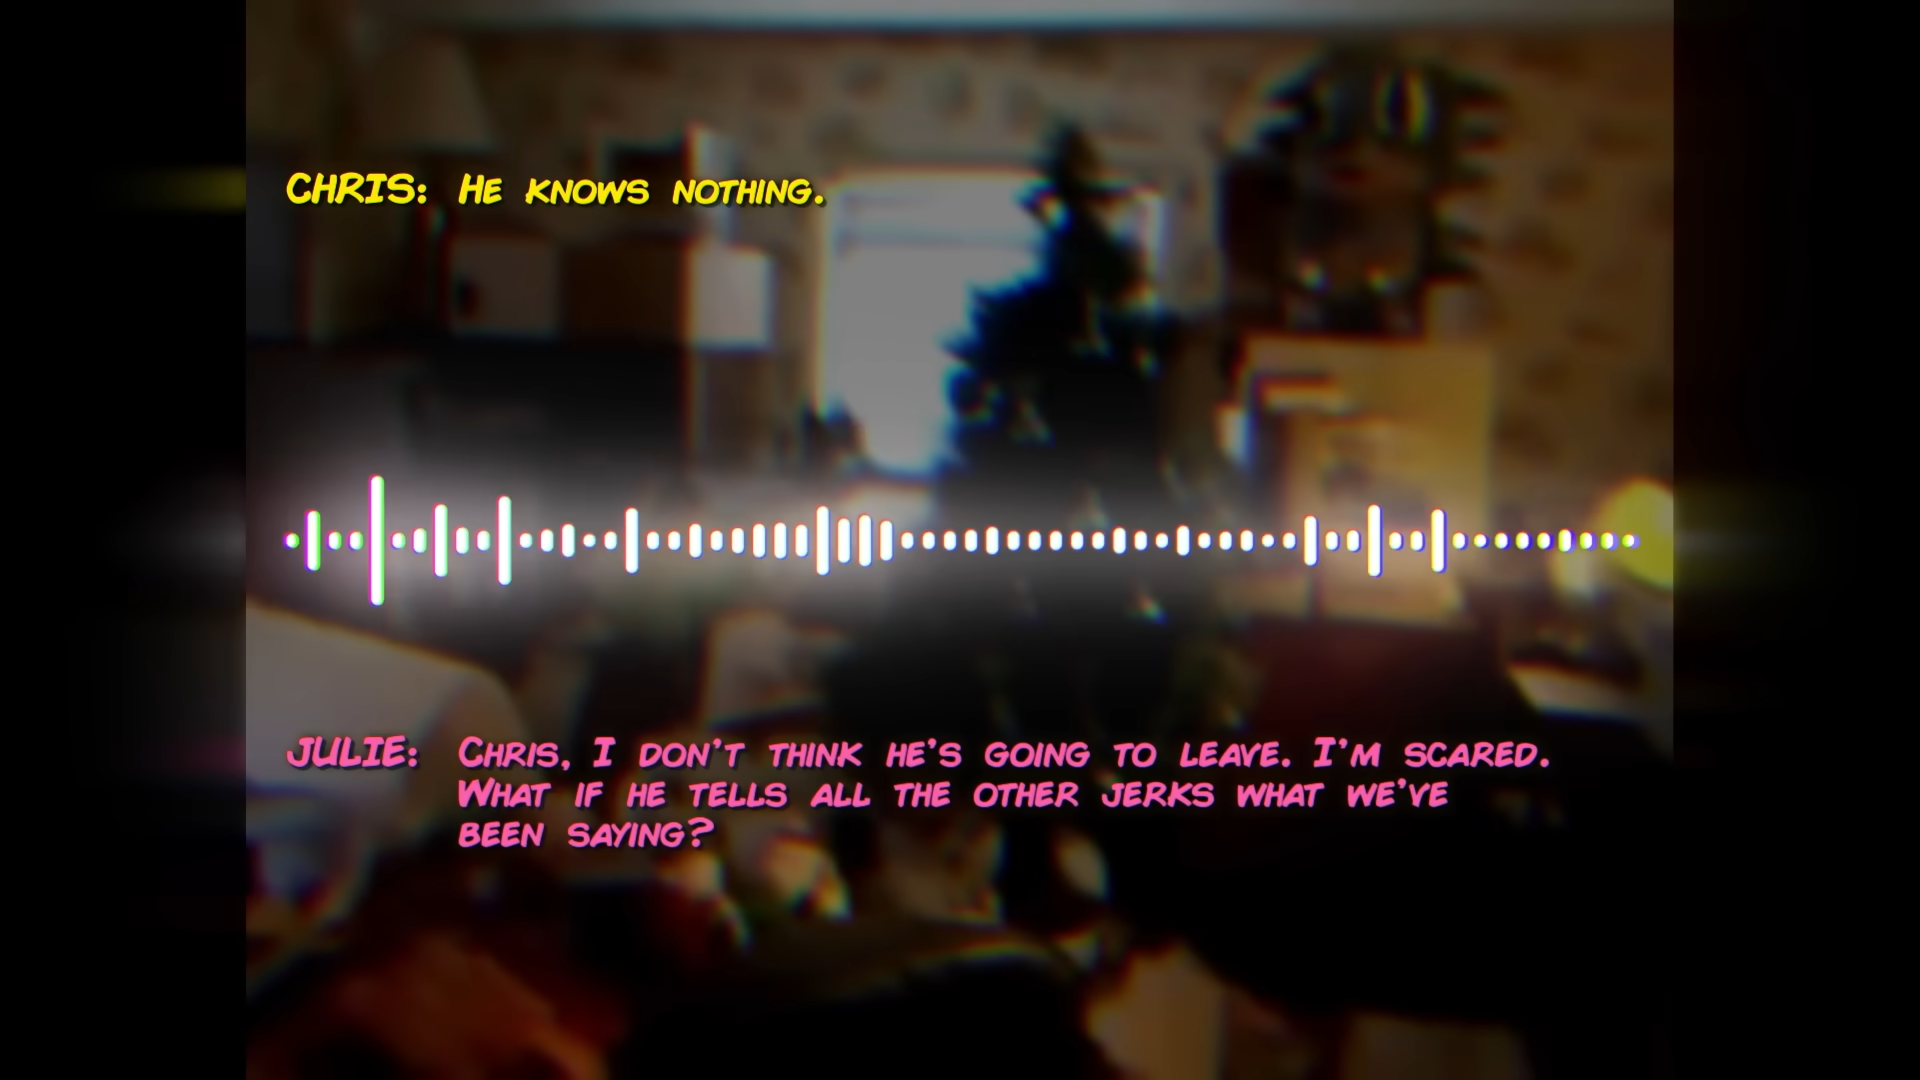 CHRIS: HE KNOWS NOTHING.
JULIE: CHRIS, I DON'T THINK HE'S GOING TO LEAVE. I'M SCARED.
WHAT IF HE TELLS ALL THE OTHER JERKS WHAT WE'VE
BEEN SAYING?